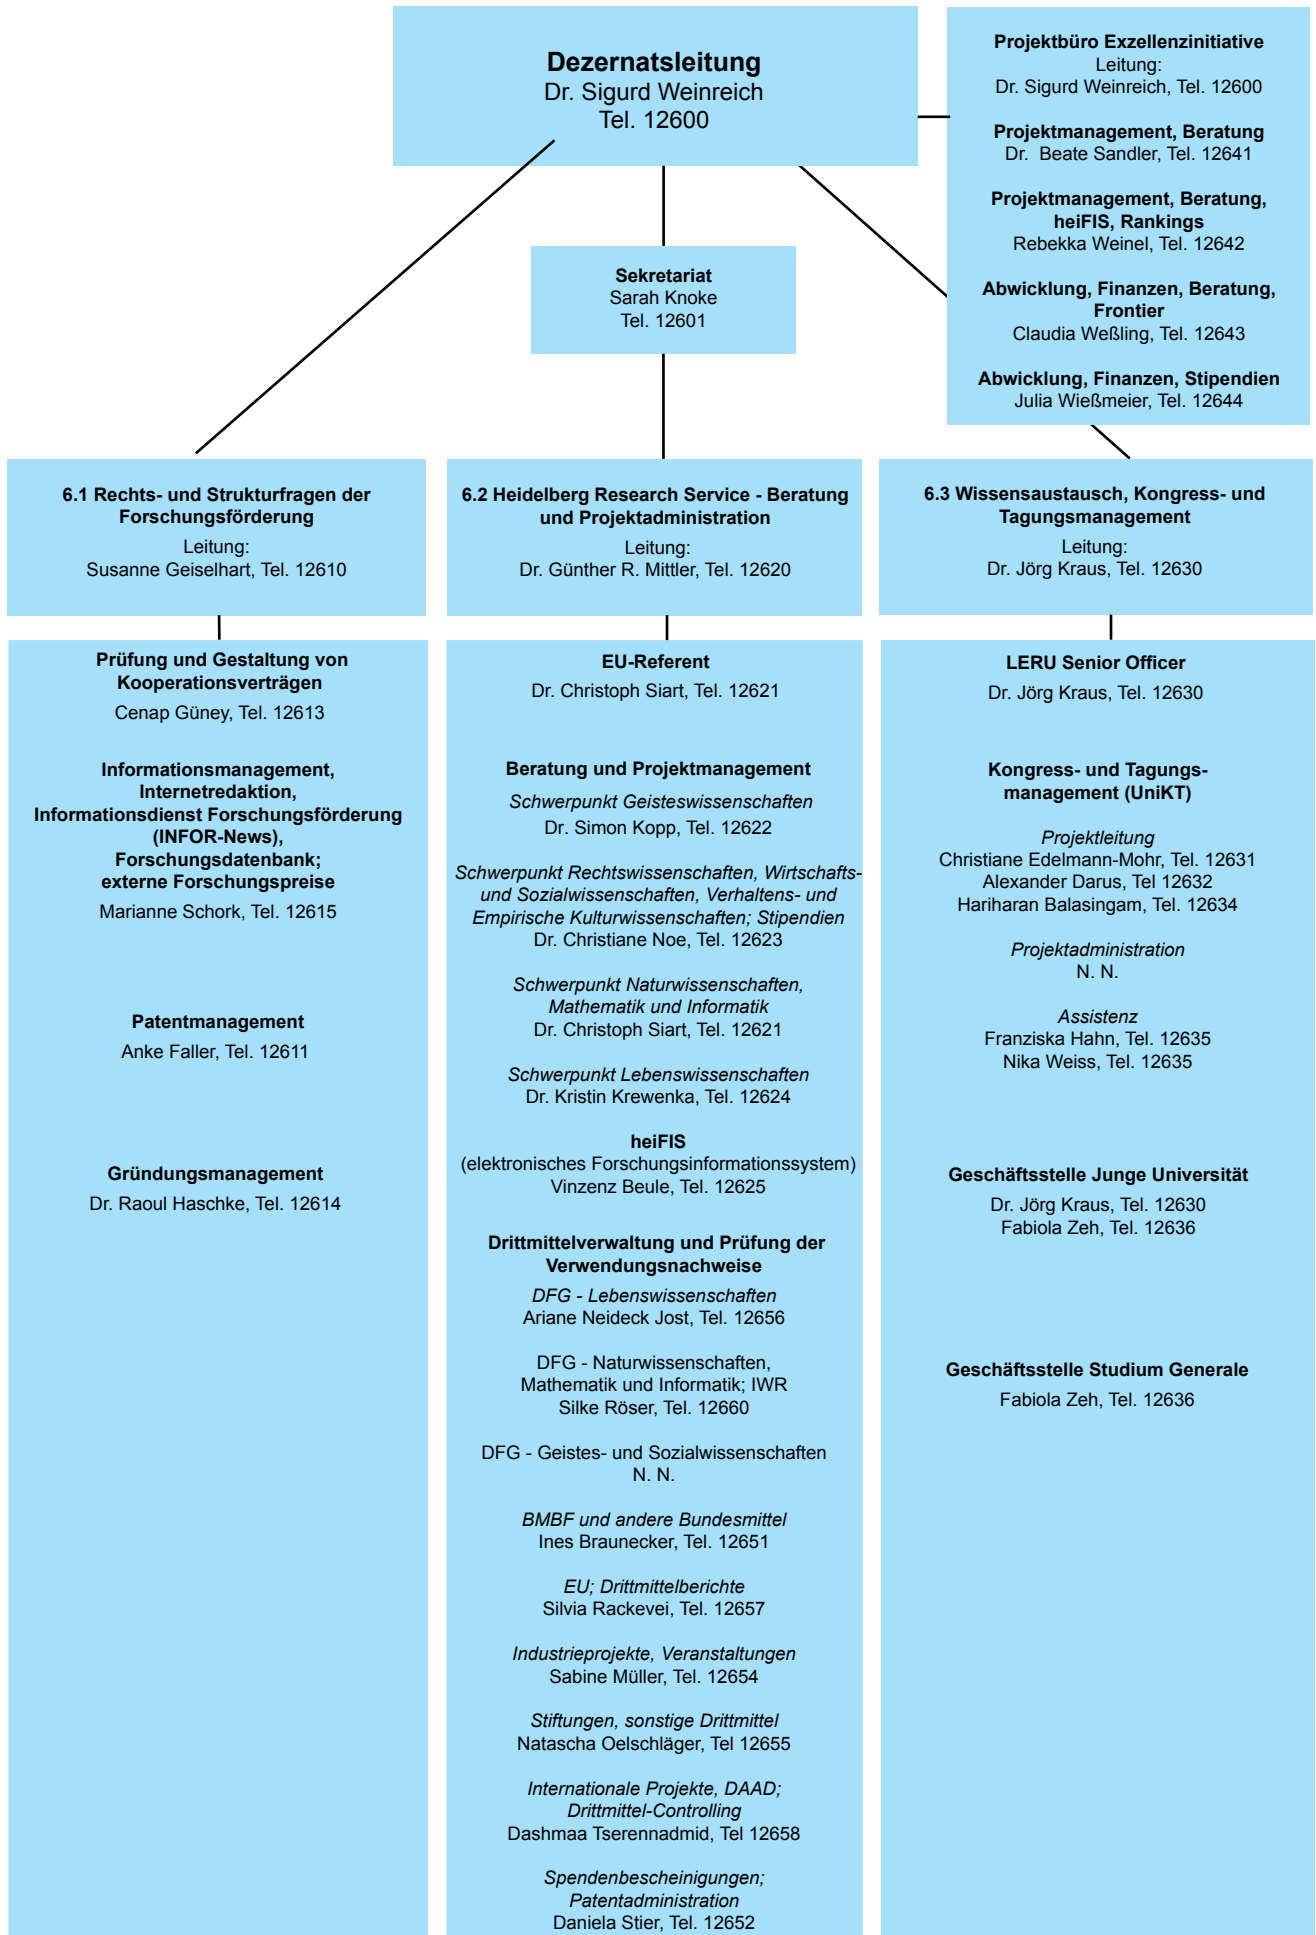 Dezernatsleitung
Dr. Sigurd Weinreich
Tel. 12600
Projektbüro Exzellenzinitiative
Leitung:
Dr. Sigurd Weinreich, Tel. 12600
Projektmanagement, Beratung
Dr. Beate Sandler, Tel. 12641
Projektmanagement, Beratung,
heiFIS, Rankings
Rebekka Weinel, Tel. 12642
Abwicklung, Finanzen, Beratung,
Frontier
Claudia Weßling, Tel. 12643
Abwicklung, Finanzen, Stipendien
Julia Wießmeier, Tel. 12644
Sekretariat
Sarah Knoke
Tel. 12601
6.1 Rechts- und Strukturfragen der
Forschungsförderung
Leitung:
Susanne Geiselhart, Tel. 12610
Prüfung und Gestaltung von
Kooperationsverträgen
Cenap Güney, Tel. 12613
Informationsmanagement,
Internetredaktion,
Informationsdienst Forschungsförderung
(INFOR-News),
Forschungsdatenbank;
externe Forschungspreise
Marianne Schork, Tel. 12615
Patentmanagement
Anke Faller, Tel. 12611
Gründungsmanagement
Dr. Raoul Haschke, Tel. 12614
6.2 Heidelberg Research Service - Beratung
und Projektadministration
Leitung:
Dr. Günther R. Mittler, Tel. 12620
EU-Referent
Dr. Christoph Siart, Tel. 12621
Beratung und Projektmanagement
Schwerpunkt Geisteswissenschaften
Dr. Simon Kopp, Tel. 12622
Schwerpunkt Rechtswissenschaften, Wirtschafts-
und Sozialwissenschaften, Verhaltens- und
Empirische Kulturwissenschaften; Stipendien
Dr. Christiane Noe, Tel. 12623
Schwerpunkt Naturwissenschaften,
Mathematik und Informatik
Dr. Christoph Siart, Tel. 12621
Schwerpunkt Lebenswissenschaften
Dr. Kristin Krewenka, Tel. 12624
heiFIS
(elektronisches Forschungsinformationssystem)
Vinzenz Beule, Tel. 12625
Drittmittelverwaltung und Prüfung der
Verwendungsnachweise
DFG - Lebenswissenschaften
Ariane Neideck Jost, Tel. 12656
DFG - Naturwissenschaften,
Mathematik und Informatik; IWR
Silke Röser, Tel. 12660
DFG - Geistes- und Sozialwissenschaften
N. N.
BMBF und andere Bundesmittel
Ines Braunecker, Tel. 12651
EU; Drittmittelberichte
Silvia Rackevei, Tel. 12657
Industrieprojekte, Veranstaltungen
Sabine Müller, Tel. 12654
Stiftungen, sonstige Drittmittel
Natascha Oelschläger, Tel 12655
Internationale Projekte, DAAD;
Drittmittel-Controlling
Dashmaa Tserennadmid, Tel 12658
Spendenbescheinigungen;
Patentadministration
Daniela Stier, Tel. 12652
6.3 Wissensaustausch, Kongress- und
Tagungsmanagement
Leitung:
Dr. Jörg Kraus, Tel. 12630
LERU Senior Officer
Dr. Jörg Kraus, Tel. 12630
Kongress- und Tagungs-
management (UniKT)
Projektleitung
Christiane Edelmann-Mohr, Tel. 12631
Alexander Darus, Tel 12632
Hariharan Balasingam, Tel. 12634
Projektadministration
N. N.
Assistenz
Franziska Hahn, Tel. 12635
Nika Weiss, Tel. 12635
Geschäftsstelle Junge Universität
Dr. Jörg Kraus, Tel. 12630
Fabiola Zeh, Tel. 12636
Geschäftsstelle Studium Generale
Fabiola Zeh, Tel. 12636